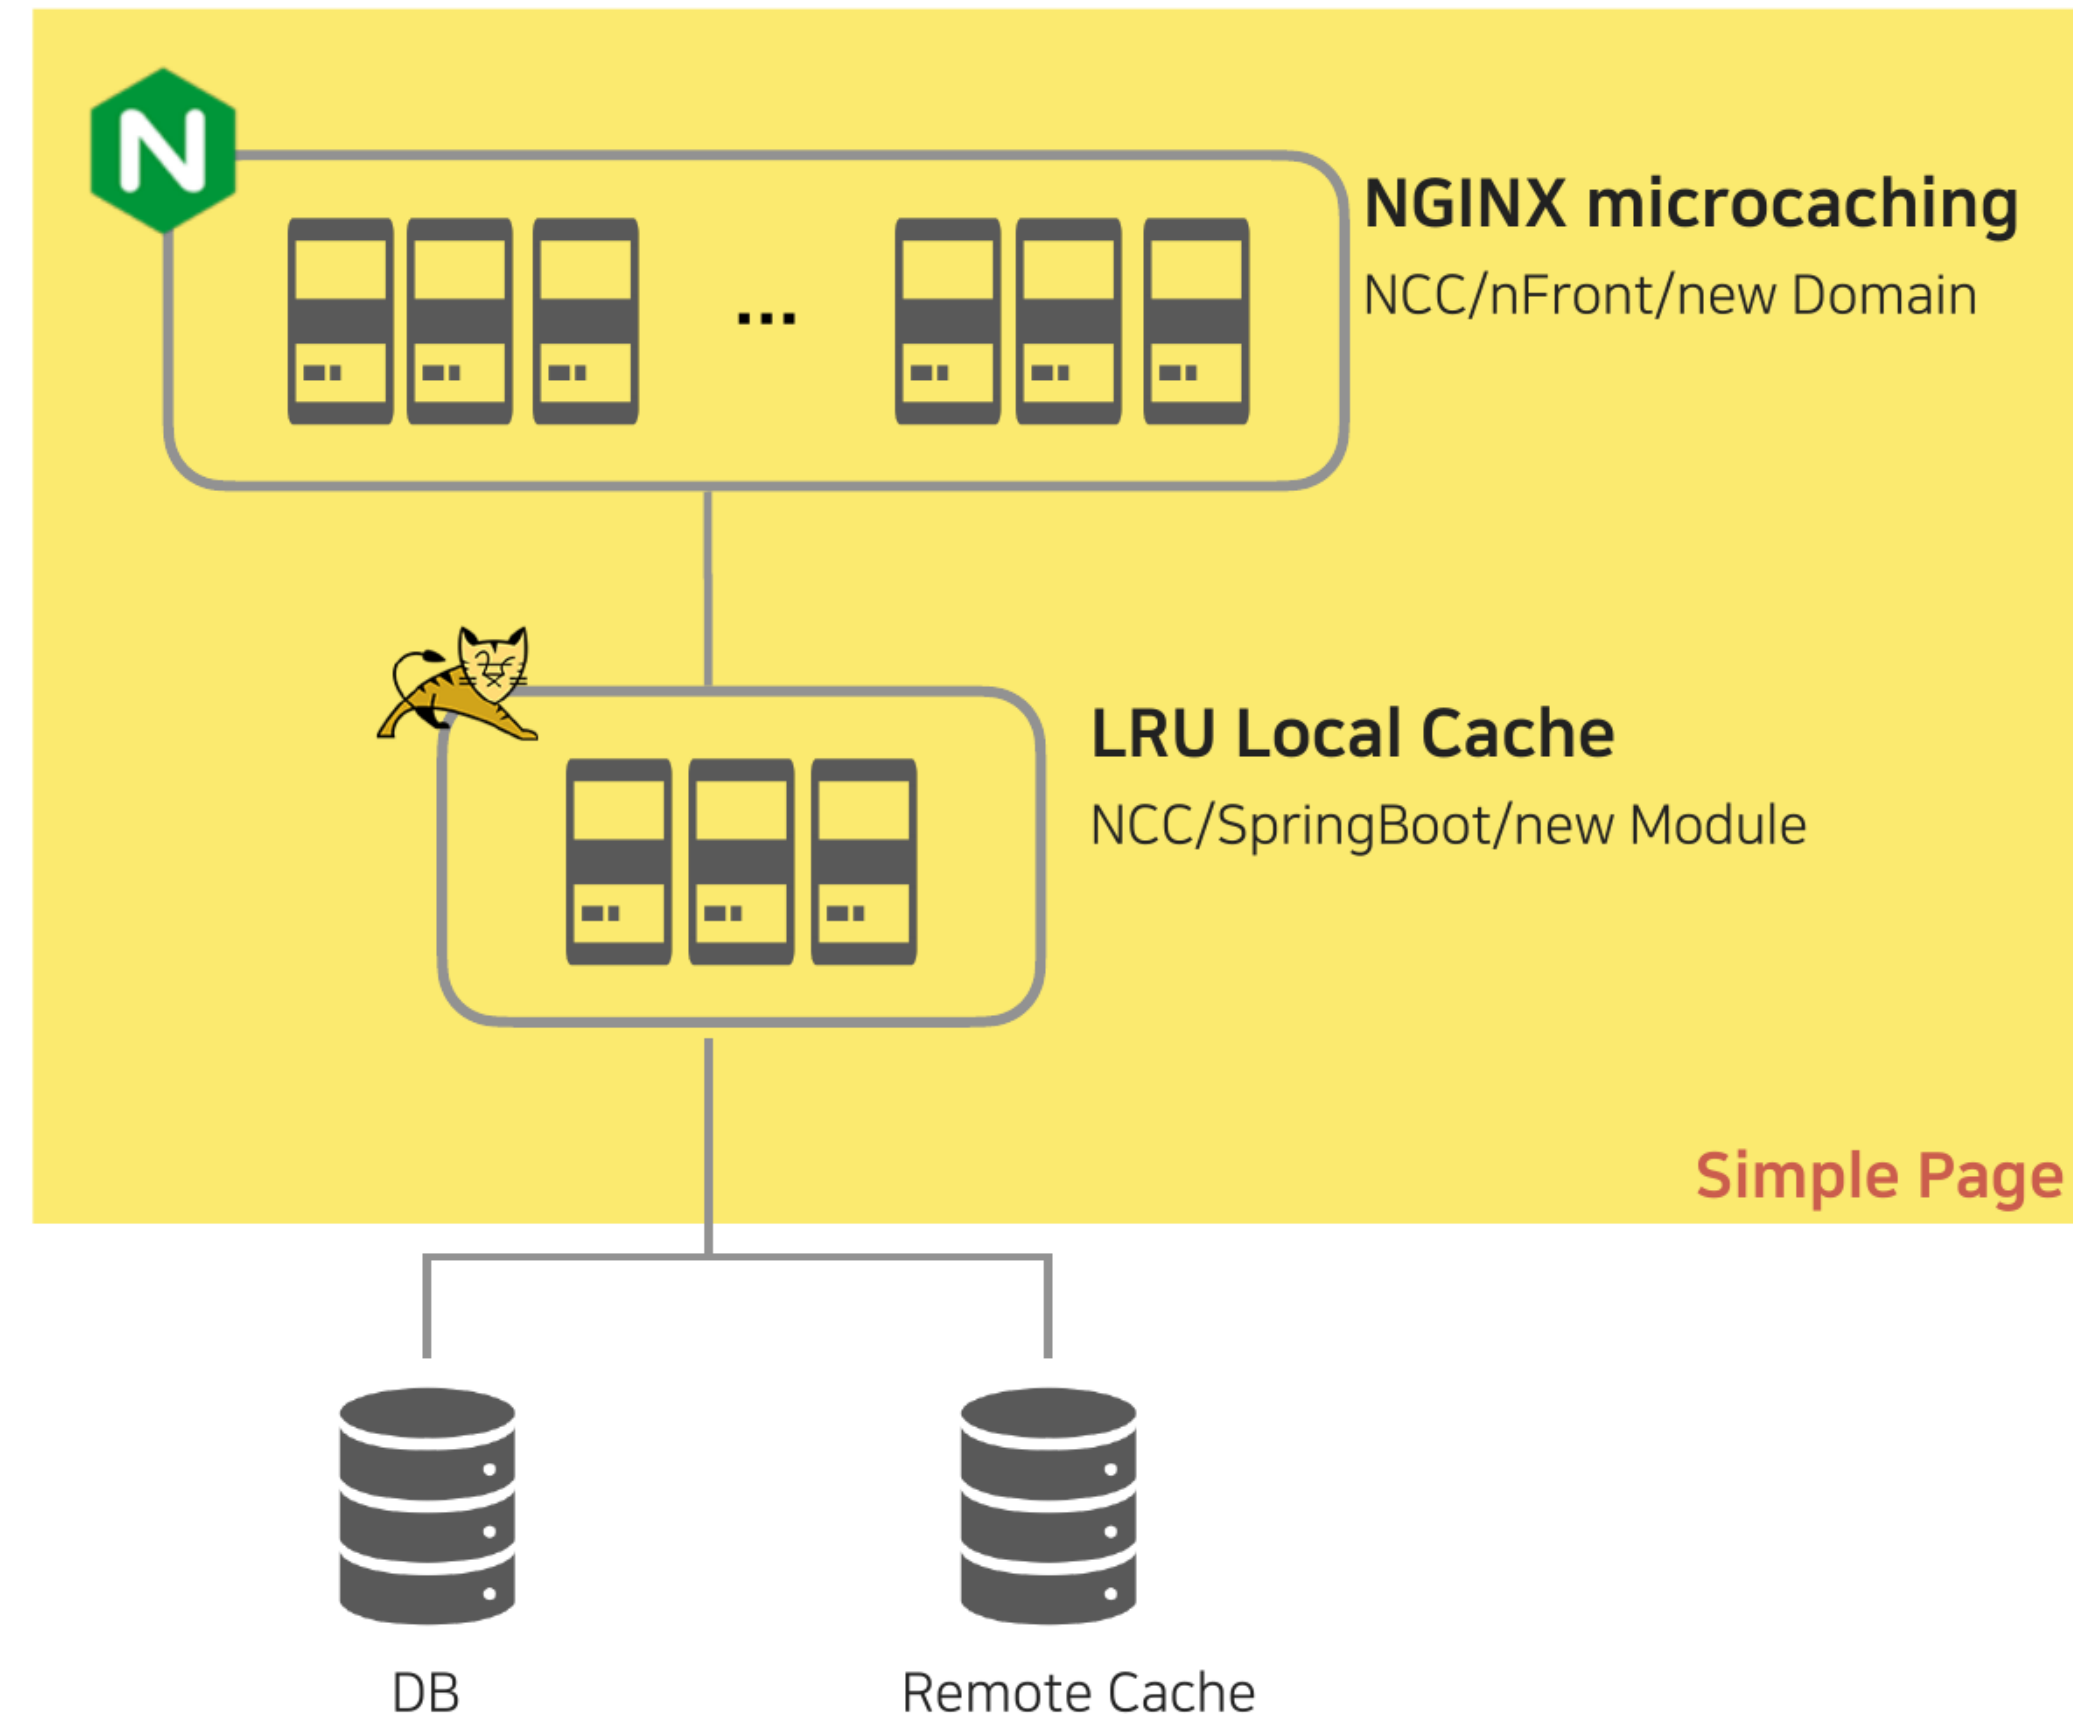 N
NGINX microcaching
NCC/nFront/new Domain
...
LRU Local Cache
NCC/SpringBoot/new Module
Simple Page
DB
Remote Cache